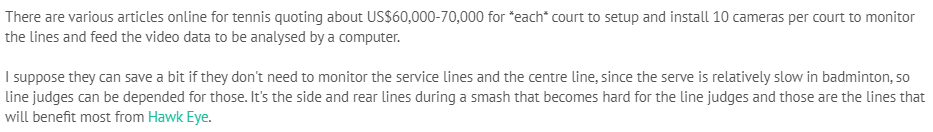 There are various articles online for tennis quoting about US$60,000-70,000 for *each* court to setup and install 10 cameras per court to monitor
the lines and feed the video data to be analysed by a computer.
I suppose they can save a bit if they don't need to monitor the service lines and the centre line, since the serve is relatively slow in badminton, so
line judges can be depended for those. It's the side and rear lines during a smash that becomes hard for the line judges and those are the lines that
will benefit most from Hawk Eye.